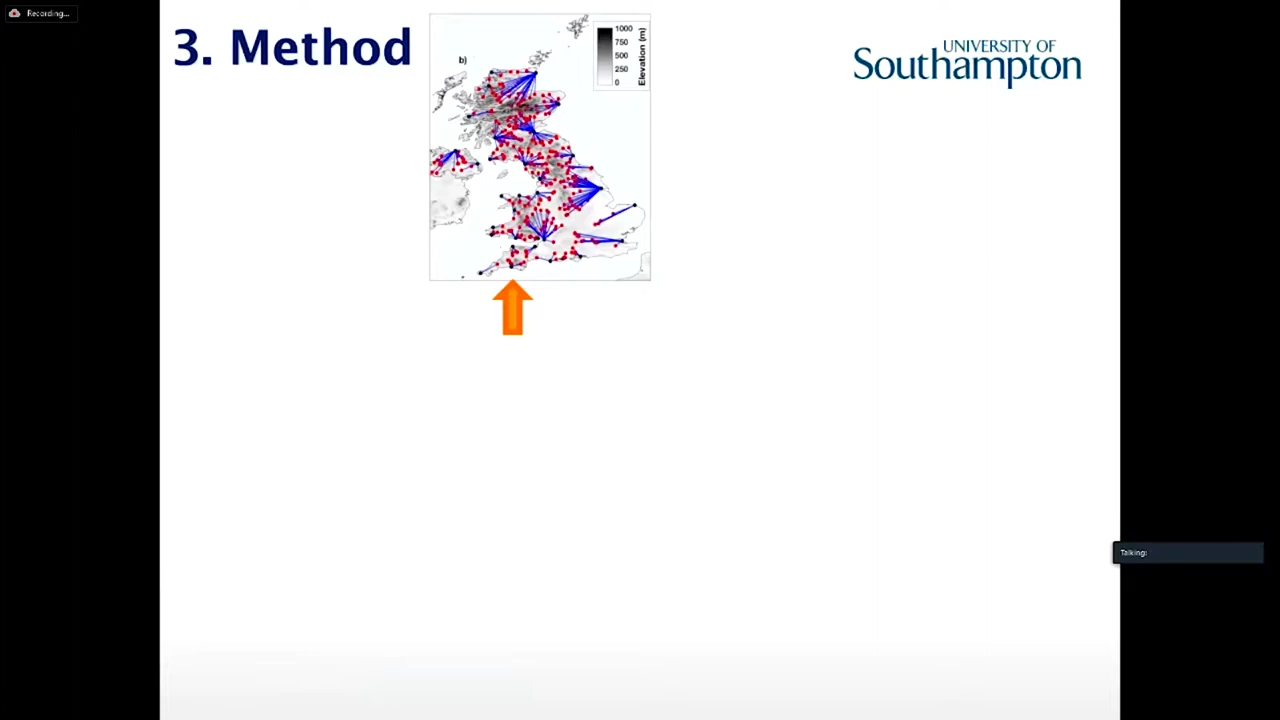 Recording...
3. Method
b)
1000
750
500
250
0
Elevation (m)
UNIVERSITY OF
Southampton
Talking: